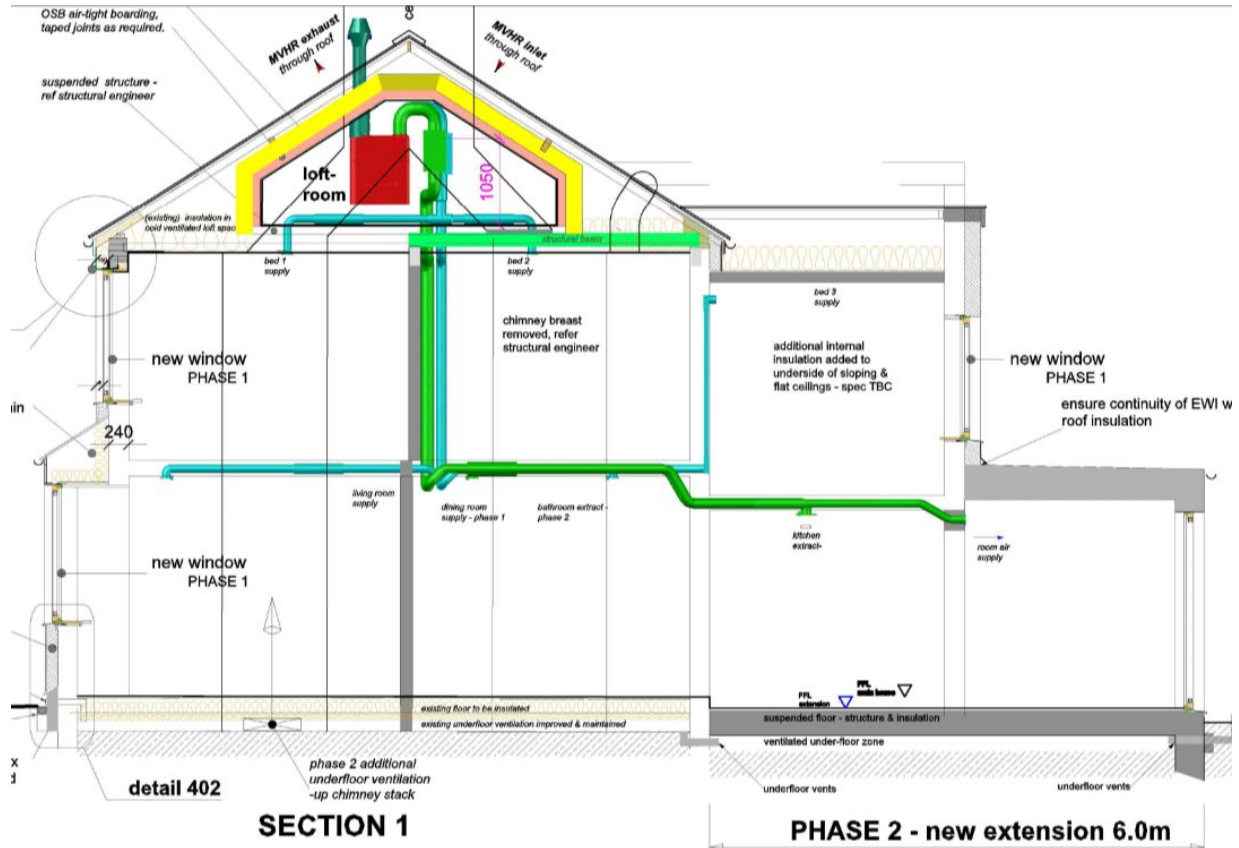 OSB air-tight boarding,
taped joints as required.
MVHR exhaust
through roof
ce
MVHR inlet
through roof
suspended structure -
ref structural engineer
loft-
room
1050
(existing) insulation in
cold ventilated loft spac
structural beam
bed 1
supply
bed 2
supply
bed 3
supply
chimney breast
removed, refer
structural engineer
additional internal
insulation added to
underside of sloping &
flat ceilings - spec TBC
new window
PHASE 1
new window
PHASE 1
ensure continuity of EWI w
roof insulation
in
240
living room
supply
dining room
supply - phase 1
bathroom extract -
phase 2
kitchen
extract-
room air
supply
new window
PHASE 1
FFL
extension
FFL
main house
existing floor to be insulated
existing underfloor ventilation improved & maintained
suspended floor - structure & insulation
ventilated under-floor zone
x
d
detail 402
phase 2 additional
underfloor ventilation
-up chimney stack
underfloor vents
underfloor vents
SECTION 1
PHASE 2 - new extension 6.0m